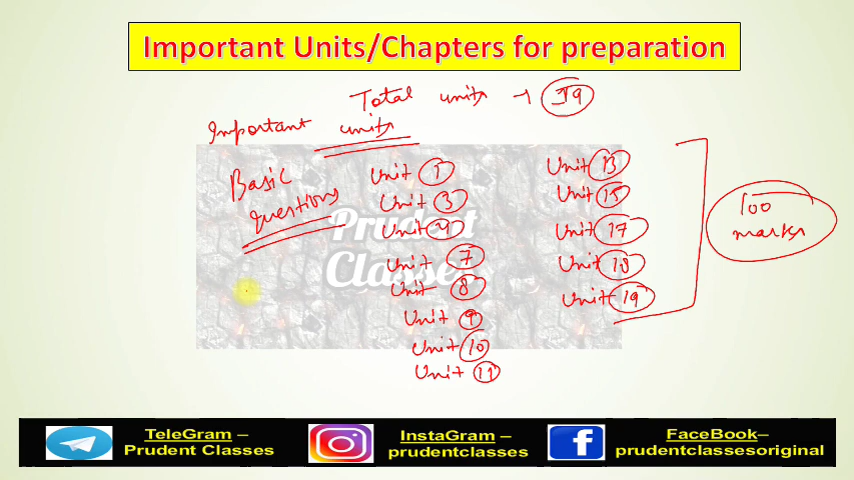 Important Units/Chapters for preparation
Total units → 19
Important units
Basic questions
Unit 1
Unit 3
Unit 4
Unit 7
Unit 8
Unit 9
Unit 10
Unit 11
Unit 13
Unit 15
Unit 17
Unit 18
Unit 19
100 marks
Prudent
Classes
TeleGram –
Prudent Classes
InstaGram –
prudentclasses
FaceBook–
prudentclassesoriginal